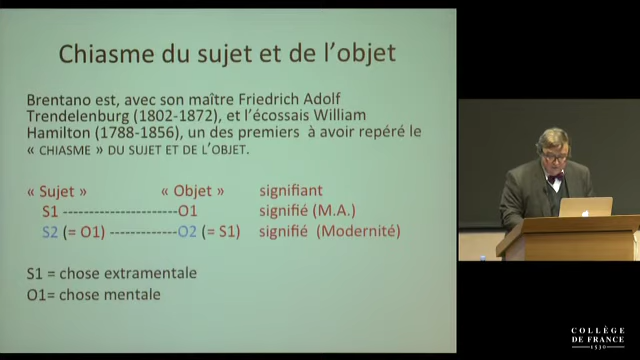 Chiasme du sujet et de l'objet
Brentano est, avec son maître Friedrich Adolf
Trendelenburg (1802-1872), et l'écossais William
Hamilton (1788-1856), un des premiers à avoir repéré le
« CHIASME » DU SUJET ET DE L'OBJET.
« Sujet » « Objet » signifiant
S1 ----------------------O1 signifié (M.A.)
S2 (= O1) -------------O2 (= S1) signifié (Modernité)
S1 = chose extramentale
O1= chose mentale
COLLÈGE
DE FRANCE
1530